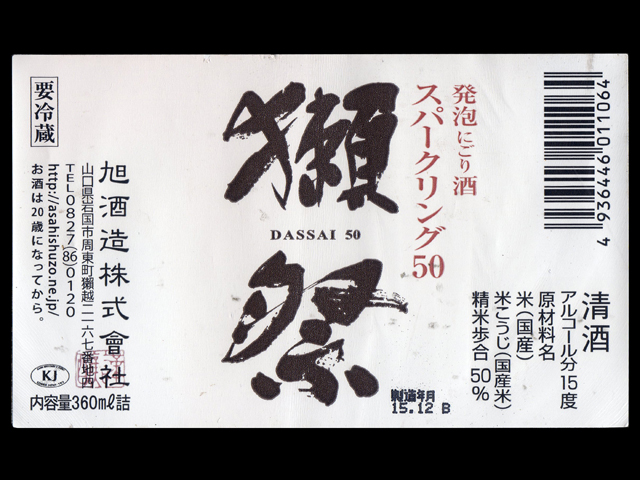 4 936446 011064
発泡にごり酒
スパークリング50
獺祭
DASSAI 50
清酒
アルコール分15度
原材料名
米(国産)
米こうじ(国産米)
精米歩合 50%
製造年月
15.12 B
要冷蔵
旭酒造株式會社
山口県岩国市周東町獺越二一六七番地四
TEL0827(86)0120
http://asahishuzo.ne.jp/
お酒は20歳になってから。
KJ
内容量360mℓ詰